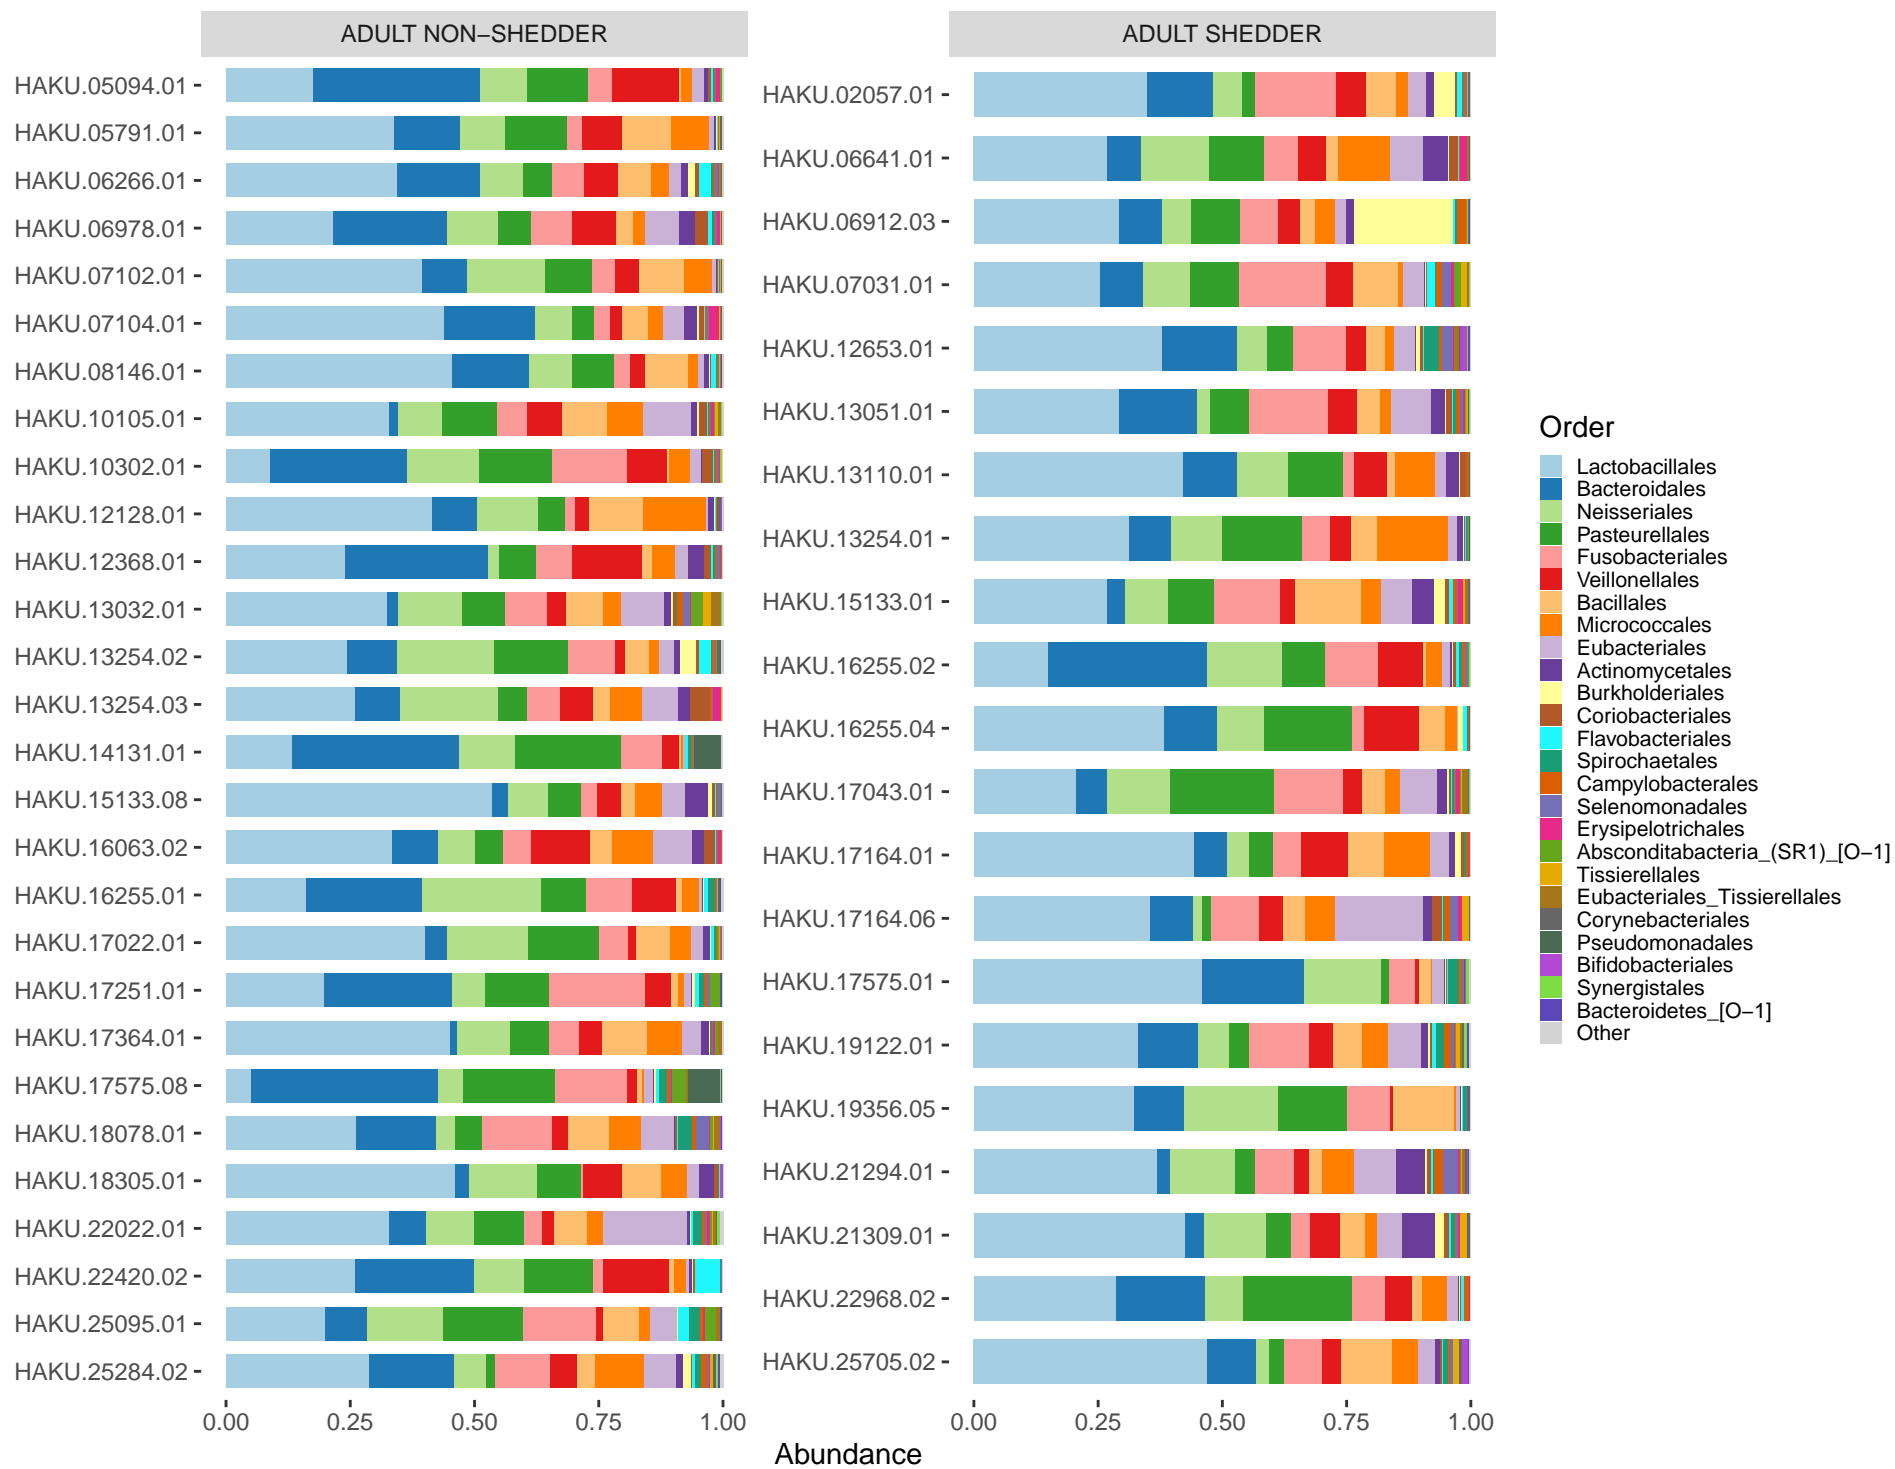 ADULT NON−SHEDDER
HAKU.05094.01
HAKU.05791.01
HAKU.06266.01
HAKU.06978.01
HAKU.07102.01
HAKU.07104.01
HAKU.08146.01
HAKU.10105.01
HAKU.10302.01
HAKU.12128.01
HAKU.12368.01
HAKU.13032.01
HAKU.13254.02
HAKU.13254.03
HAKU.14131.01
HAKU.15133.08
HAKU.16063.02
HAKU.16255.01
HAKU.17022.01
HAKU.17251.01
HAKU.17364.01
HAKU.17575.08
HAKU.18078.01
HAKU.18305.01
HAKU.22022.01
HAKU.22420.02
HAKU.25095.01
HAKU.25284.02
0.00 0.25 0.50 0.75 1.00
ADULT SHEDDER
HAKU.02057.01
HAKU.06641.01
HAKU.06912.03
HAKU.07031.01
HAKU.12653.01
HAKU.13051.01
HAKU.13110.01
HAKU.13254.01
HAKU.15133.01
HAKU.16255.02
HAKU.16255.04
HAKU.17043.01
HAKU.17164.01
HAKU.17164.06
HAKU.17575.01
HAKU.19122.01
HAKU.19356.05
HAKU.21294.01
HAKU.21309.01
HAKU.22968.02
HAKU.25705.02
0.00 0.25 0.50 0.75 1.00
Abundance
Order
Lactobacillales
Bacteroidales
Neisseriales
Pasteurellales
Fusobacteriales
Veillonellales
Bacillales
Micrococcales
Eubacteriales
Actinomycetales
Burkholderiales
Coriobacteriales
Flavobacteriales
Spirochaetales
Campylobacterales
Selenomonadales
Erysipelotrichales
Absconditabacteria_(SR1)_[O−1]
Tissierellales
Eubacteriales_Tissierellales
Corynebacteriales
Pseudomonadales
Bifidobacteriales
Synergistales
Bacteroidetes_[O−1]
Other